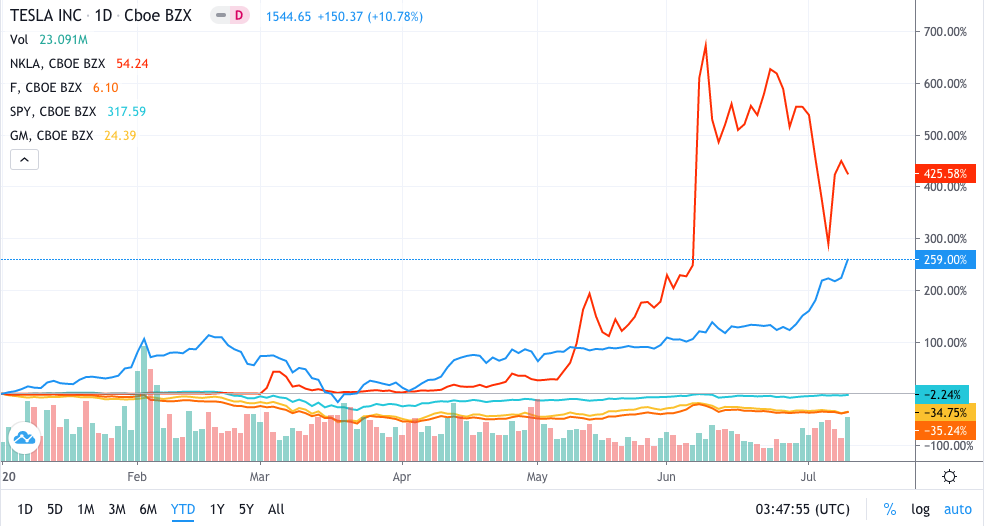 TESLA INC · 1D · Cboe BZX D 1544.65 +150.37 (+10.78%)
Vol 23.091M
NKLA, CBOE BZX 54.24
F, CBOE BZX 6.10
SPY, CBOE BZX 317.59
GM, CBOE BZX 24.39
700.00%
600.00%
500.00%
425.58%
400.00%
300.00%
259.00%
200.00%
100.00%
−2.24%
−34.75%
−35.24%
−100.00%
20 Feb Mar Apr May Jun Jul
1D 5D 1M 3M 6M YTD 1Y 5Y All 03:47:55 (UTC) % log auto